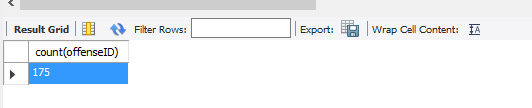 Result Grid Filter Rows: Export: Wrap Cell Content:
count(offenseID)
175